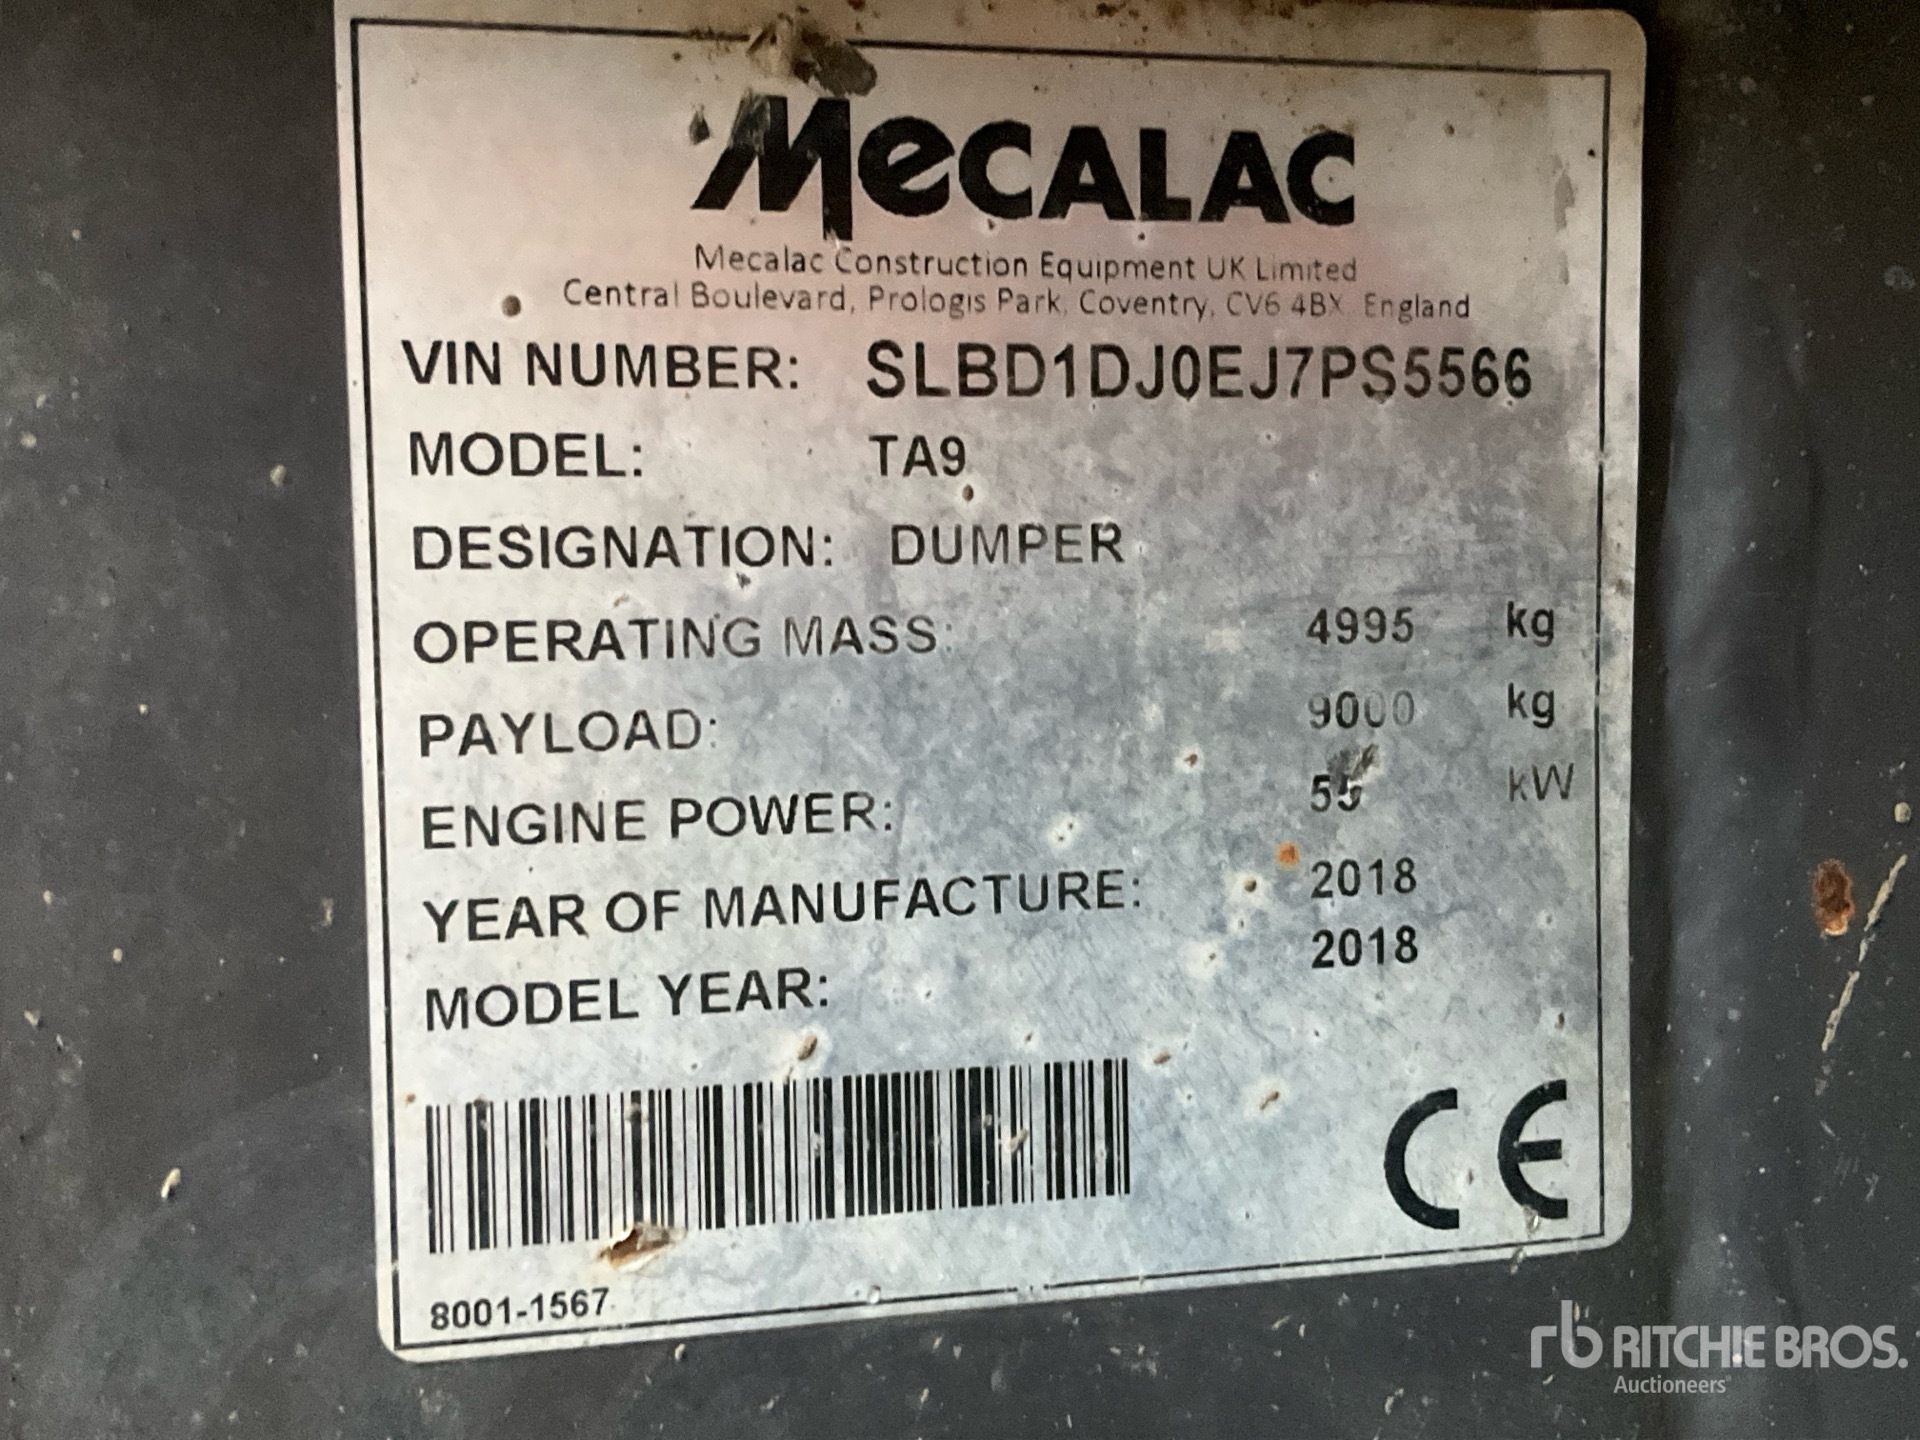 MeCALAC
Mecalac Construction Equipment UK Limited
Central Boulevard, Prologis Park, Coventry, CV6 4BX England
VIN NUMBER: SLBD1DJ0EJ7PS5566
MODEL: TA9
DESIGNATION: DUMPER
OPERATING MASS: 4995 kg
PAYLOAD: 9000 kg
ENGINE POWER: 55 kW
YEAR OF MANUFACTURE: 2018
MODEL YEAR: 2018
CE
8001-1567
rb RITCHIE BROS.
Auctioneers